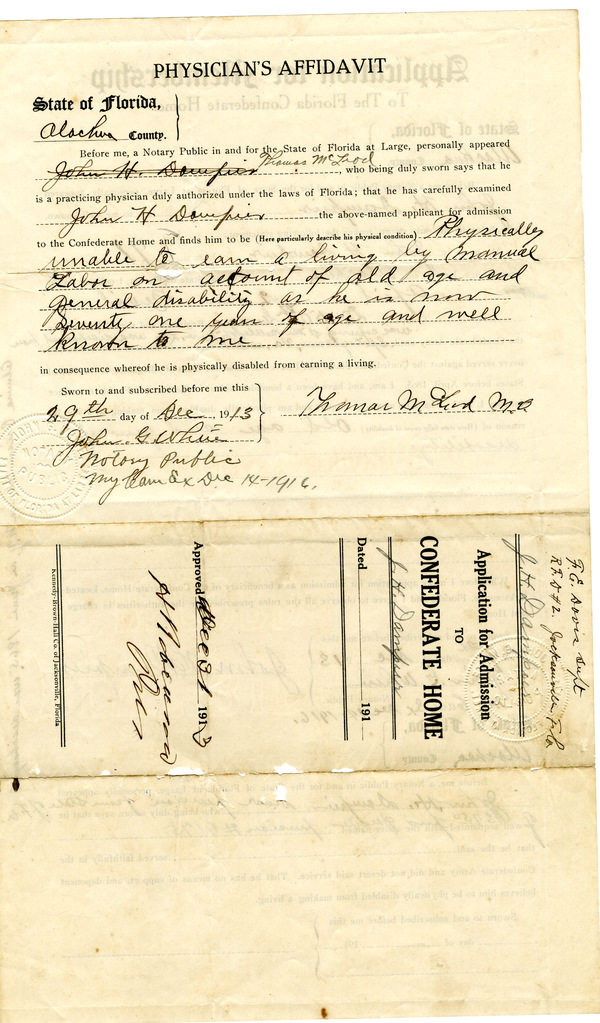 PHYSICIAN'S AFFIDAVIT
State of Florida,
Alachua County.
Before me, a Notary Public in and for the State of Florida at Large, personally appeared
John H. Dampier Thomas McLeod, who being duly sworn says that he
is a practicing physician duly authorized under the laws of Florida; that he has carefully examined
John H Dampier the above-named applicant for admission
to the Confederate Home and finds him to be (Here particularly describe his physical condition) Physically
unable to earn a living by manual
Labor on account of old age and
general disability as he is now
Seventy one years of age and well
known to me
in consequence whereof he is physically disabled from earning a living.
Sworn to and subscribed before me this
29th day of Dec, 1913
Thomas McLeod M.D
John G White
Notary Public
My Com Ex Dec 14-1916.
Supt
R.F.D #2. Jacksonville Fla
J. H. Dampier
Application for Admission
TO
CONFEDERATE HOME
J. H. Dampier
Dated 191
Approved Dec 31 1913
Pres
Kennedy-Brown-Hall Co. of Jacksonville, Florida